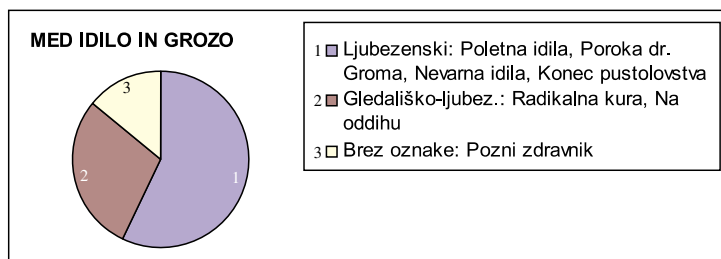 MED IDILO IN GROZO
3
2
1
1 Ljubezenski: Poletna idila, Poroka dr.
Groma, Nevarna idila, Konec pustolovstva
2 Gledališko-ljubez.: Radikalna kura, Na
oddihu
3 Brez oznake: Pozni zdravnik